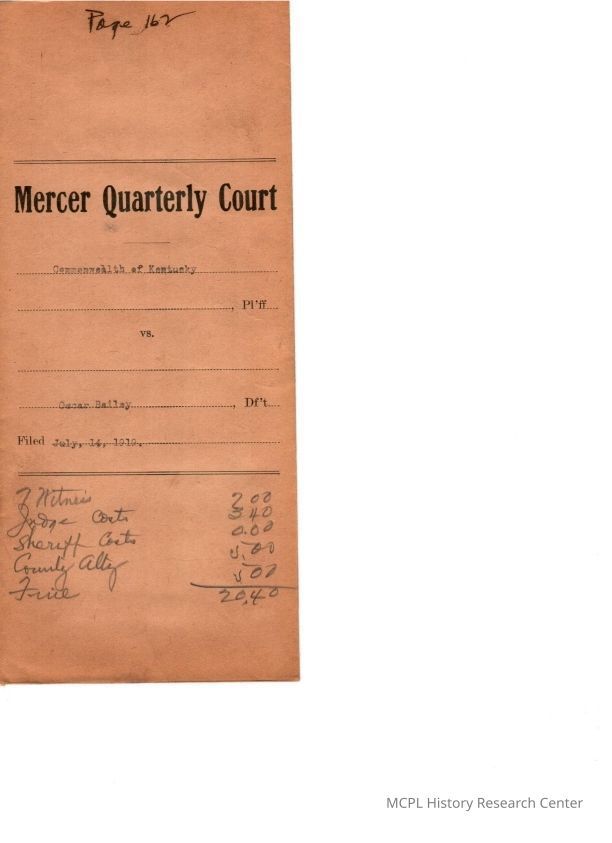 Page 162
Mercer Quarterly Court
Commonwealth of Kentucky
, Pl'ff.
vs.
Oscar Bailey , Df't.
Filed July, 14, 1919.
7 Witness 7 00
Judge Costs 3 40
Sheriff Costs 0.00
County Atty 5.00
Fine 5 00
20,40
MCPL History Research Center